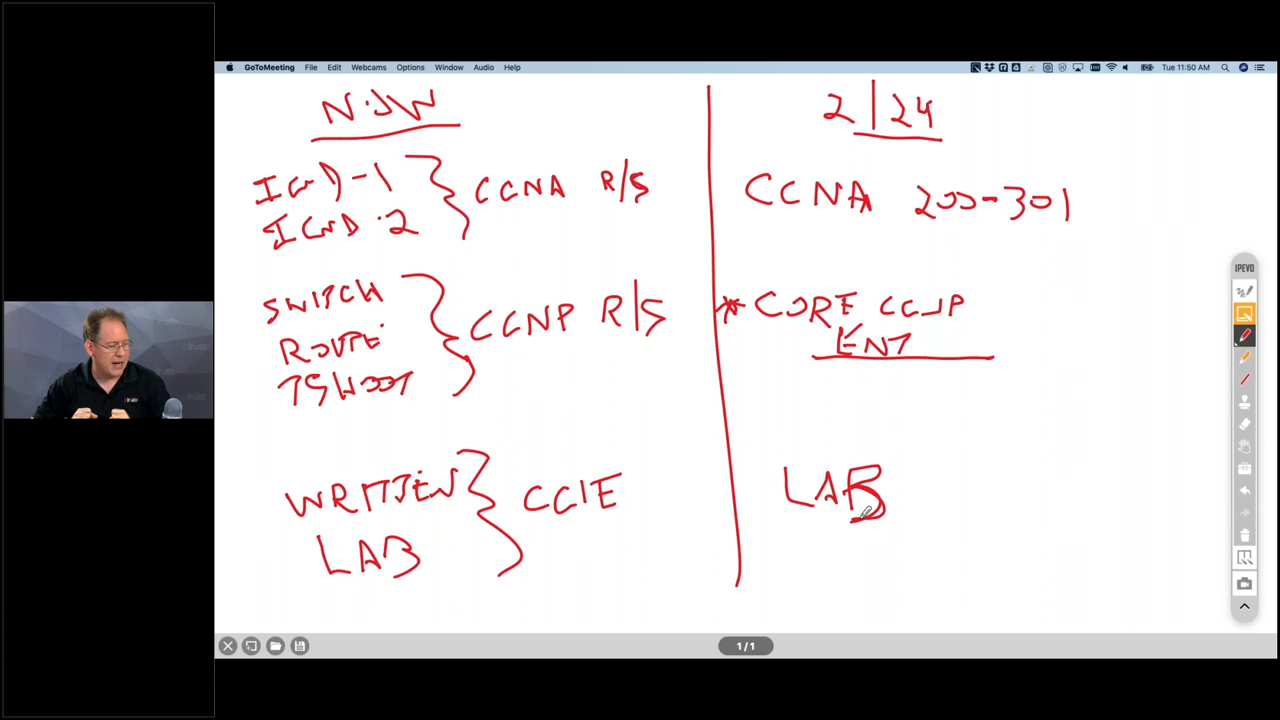 GoToMeeting File Edit Webcams Options Window Audio Help Tue 11:50 AM
NOW
ICND-1
ICND-2
CCNA R/S
SWITCH
ROUTE
TSHOOT
CCNP R/S
WRITTEN
LAB
CCIE
2/24
CCNA 200-301
* CORE CCNP
ENT
LAB
IPEVO
1/1
INE